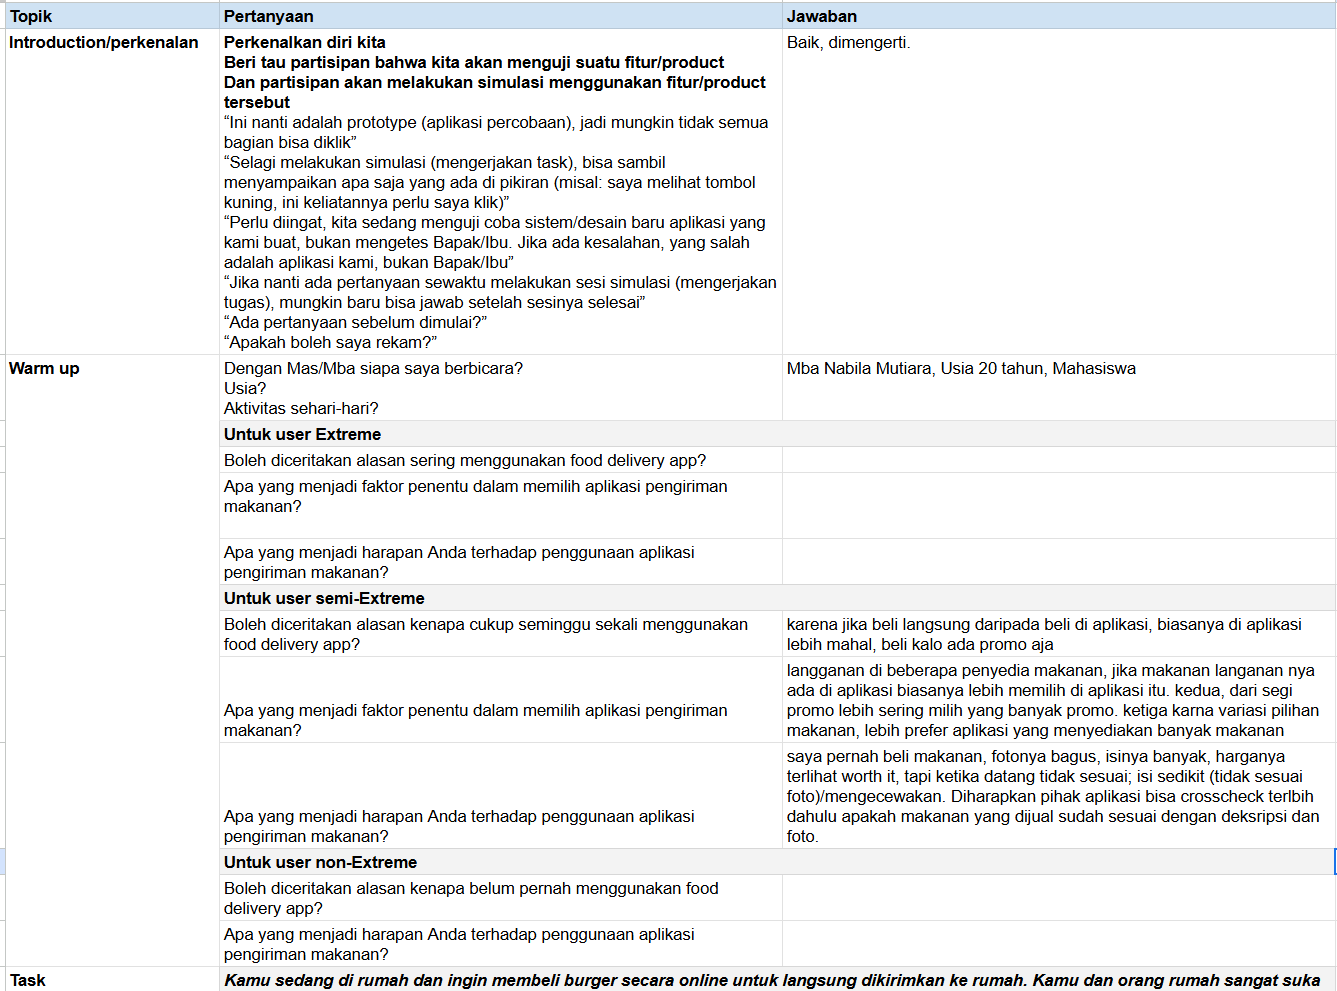 Topik Pertanyaan Jawaban
Introduction/perkenalan Perkenalkan diri kita Baik, dimengerti.
Beri tau partisipan bahwa kita akan menguji suatu fitur/product
Dan partisipan akan melakukan simulasi menggunakan fitur/product
tersebut
“Ini nanti adalah prototype (aplikasi percobaan), jadi mungkin tidak semua
bagian bisa diklik”
“Selagi melakukan simulasi (mengerjakan task), bisa sambil
menyampaikan apa saja yang ada di pikiran (misal: saya melihat tombol
kuning, ini keliatannya perlu saya klik)”
“Perlu diingat, kita sedang menguji coba sistem/desain baru aplikasi yang
kami buat, bukan mengetes Bapak/Ibu. Jika ada kesalahan, yang salah
adalah aplikasi kami, bukan Bapak/Ibu”
“Jika nanti ada pertanyaan sewaktu melakukan sesi simulasi (mengerjakan
tugas), mungkin baru bisa jawab setelah sesinya selesai”
“Ada pertanyaan sebelum dimulai?”
“Apakah boleh saya rekam?”
Warm up Dengan Mas/Mba siapa saya berbicara? Mba Nabila Mutiara, Usia 20 tahun, Mahasiswa
Usia?
Aktivitas sehari-hari?
Untuk user Extreme
Boleh diceritakan alasan sering menggunakan food delivery app?
Apa yang menjadi faktor penentu dalam memilih aplikasi pengiriman
makanan?
Apa yang menjadi harapan Anda terhadap penggunaan aplikasi
pengiriman makanan?
Untuk user semi-Extreme
Boleh diceritakan alasan kenapa cukup seminggu sekali menggunakan
food delivery app?
karena jika beli langsung daripada beli di aplikasi, biasanya di aplikasi
lebih mahal, beli kalo ada promo aja
Apa yang menjadi faktor penentu dalam memilih aplikasi pengiriman
makanan?
langganan di beberapa penyedia makanan, jika makanan langanan nya
ada di aplikasi biasanya lebih memilih di aplikasi itu. kedua, dari segi
promo lebih sering milih yang banyak promo. ketiga karna variasi pilihan
makanan, lebih prefer aplikasi yang menyediakan banyak makanan
Apa yang menjadi harapan Anda terhadap penggunaan aplikasi
pengiriman makanan?
saya pernah beli makanan, fotonya bagus, isinya banyak, harganya
terlihat worth it, tapi ketika datang tidak sesuai; isi sedikit (tidak sesuai
foto)/mengecewakan. Diharapkan pihak aplikasi bisa crosscheck terlbih
dahulu apakah makanan yang dijual sudah sesuai dengan deksripsi dan
foto.
Untuk user non-Extreme
Boleh diceritakan alasan kenapa belum pernah menggunakan food
delivery app?
Apa yang menjadi harapan Anda terhadap penggunaan aplikasi
pengiriman makanan?
Task Kamu sedang di rumah dan ingin membeli burger secara online untuk langsung dikirimkan ke rumah. Kamu dan orang rumah sangat suka